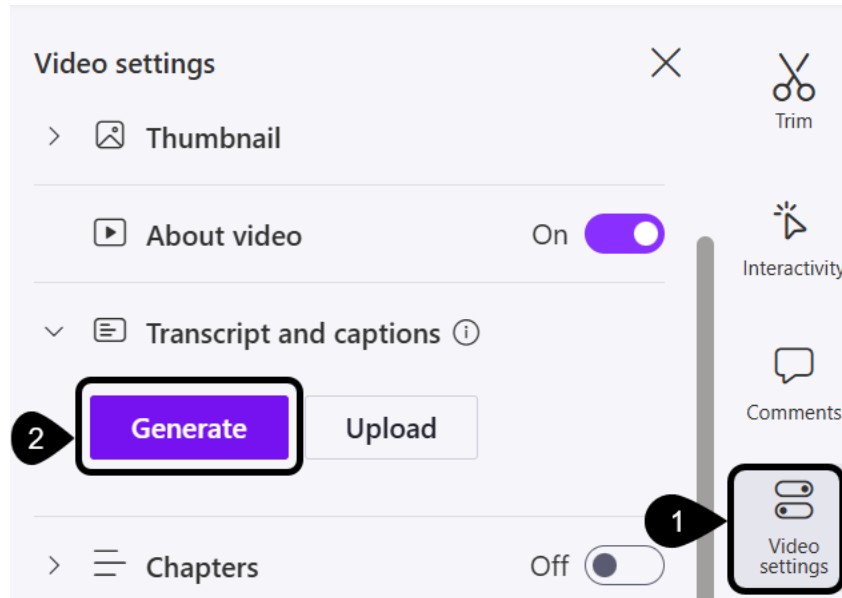 Video settings
Thumbnail
About video
On
Transcript and captions
Generate
Upload
Chapters
Off
Trim
Interactivity
Comments
Video
settings
1
2